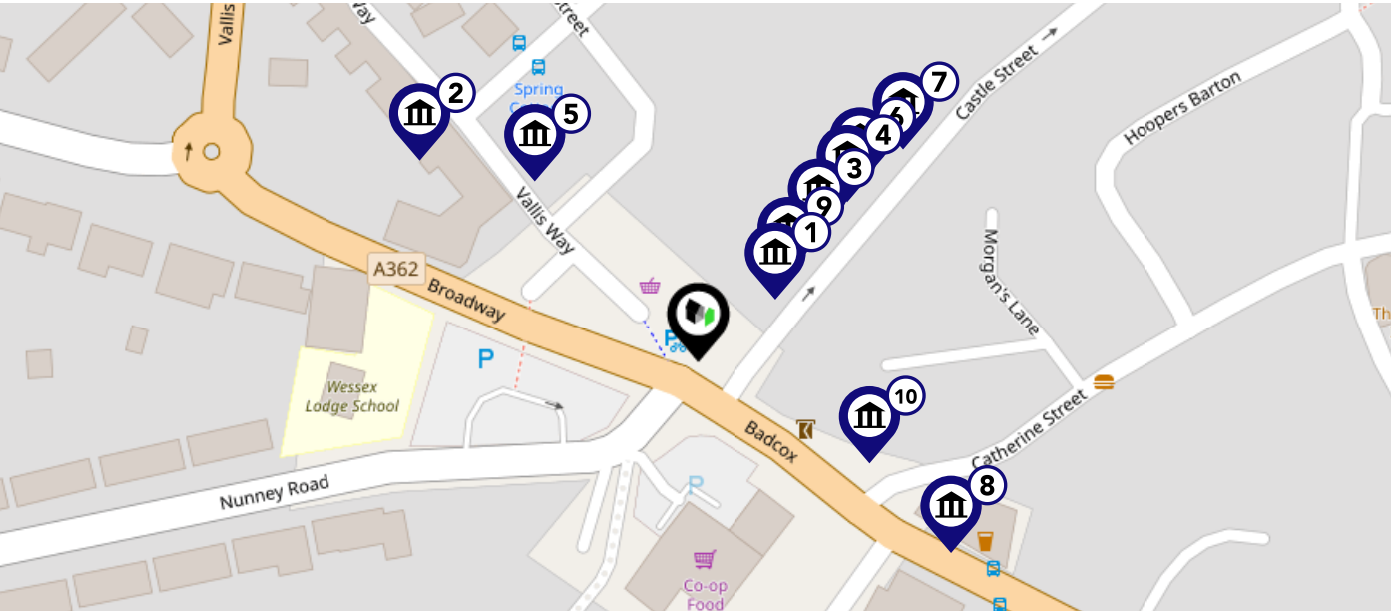 Vallis
ay
Street
Spring
2
5
7
6
4
3
9
1
Castle Street
Hoopers Barton
Vallis Way
Morgan's Lane
A362
Broadway
P
P
Wessex
Lodge School
10
Badcox
Catherine Street
Th
8
Nunney Road
P
Co-op
Food